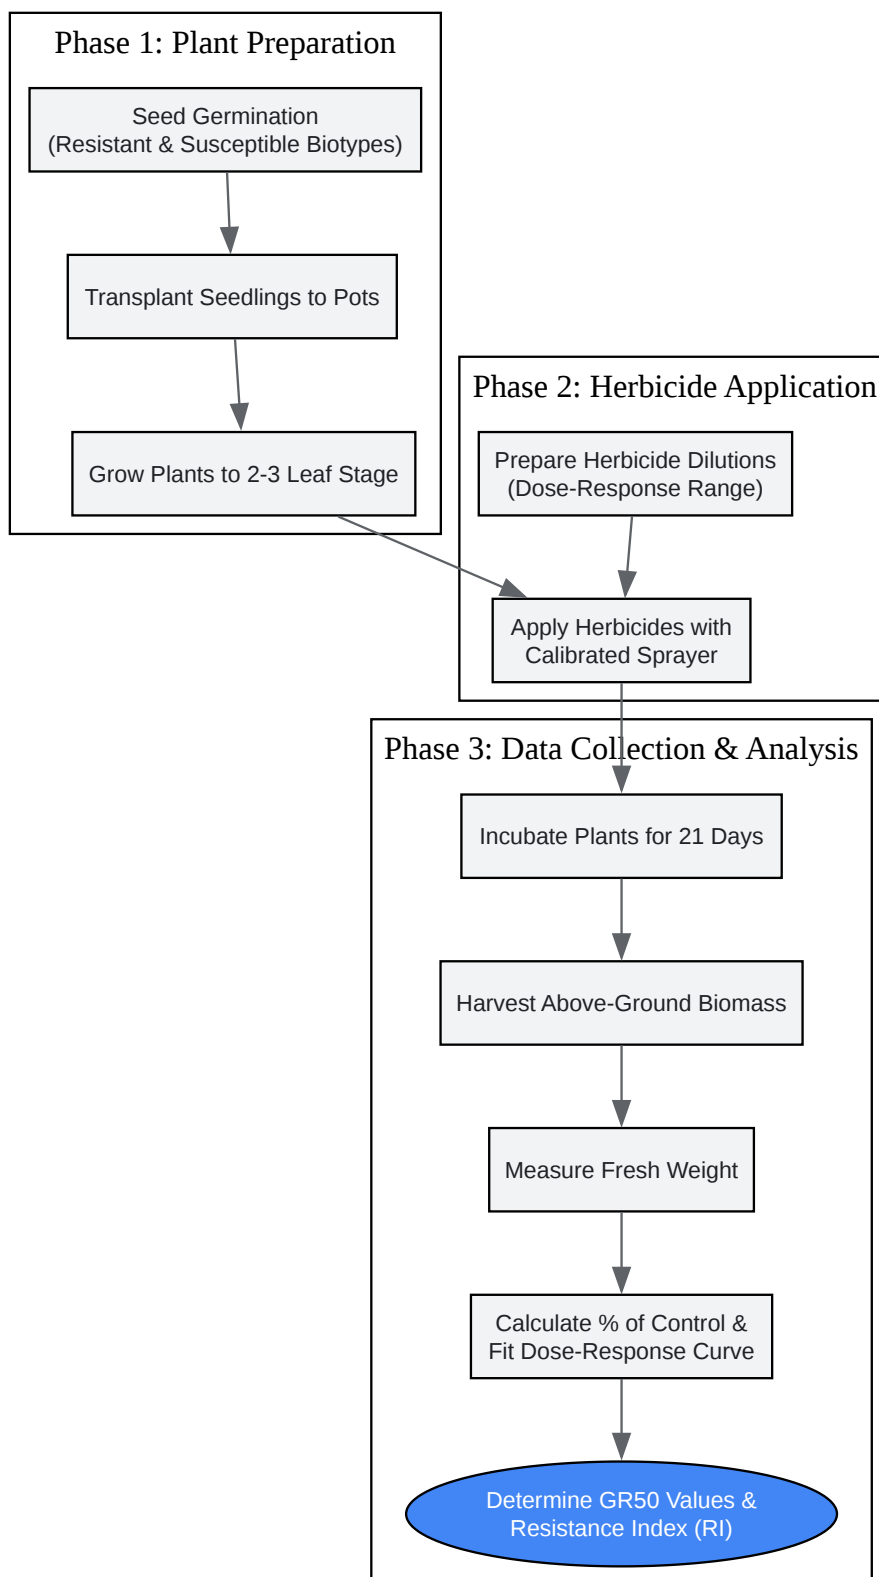 Phase 1: Plant Preparation
Seed Germination
(Resistant & Susceptible Biotypes)
Transplant Seedlings to Pots
Grow Plants to 2-3 Leaf Stage
Phase 2: Herbicide Application
Prepare Herbicide Dilutions
(Dose-Response Range)
Apply Herbicides with
Calibrated Sprayer
Phase 3: Data Collection & Analysis
Incubate Plants for 21 Days
Harvest Above-Ground Biomass
Measure Fresh Weight
Calculate % of Control &
Fit Dose-Response Curve
Determine GR50 Values &
Resistance Index (RI)